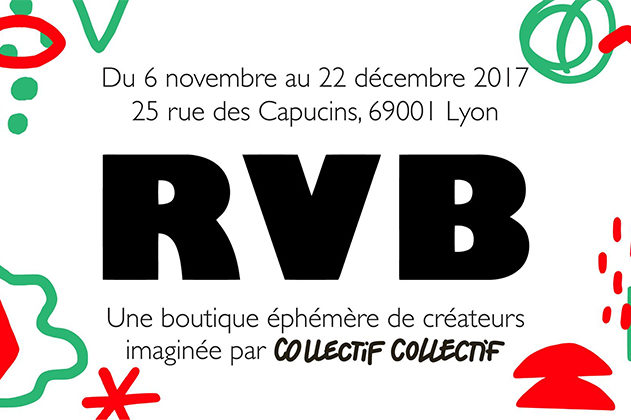 Du 6 novembre au 22 décembre 2017
25 rue des Capucins, 69001 Lyon
RVB
Une boutique éphémère de créateurs
imaginée par COLLECTIF COLLECTIF